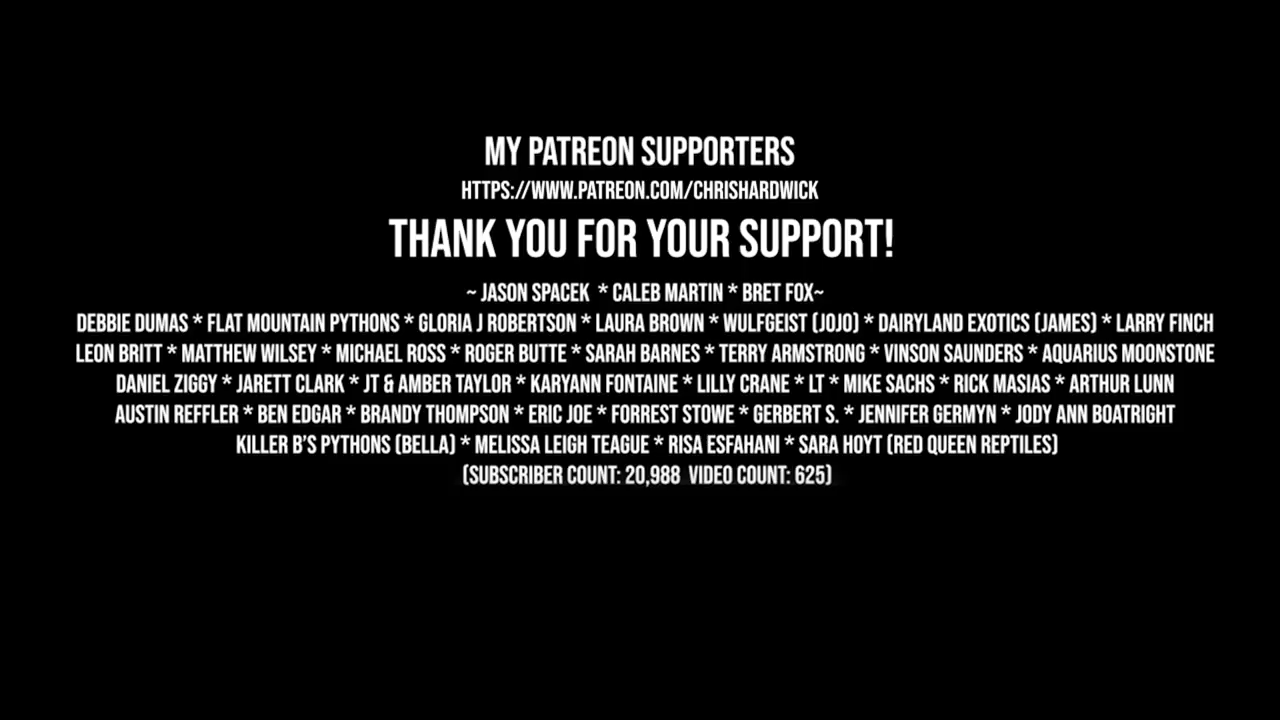 MY PATREON SUPPORTERS
HTTPS://WWW.PATREON.COM/CHRISHARDWICK
THANK YOU FOR YOUR SUPPORT!
~ JASON SPACEK * CALEB MARTIN * BRET FOX~
DEBBIE DUMAS * FLAT MOUNTAIN PYTHONS * GLORIA J ROBERTSON * LAURA BROWN * WULFGEIST (JOJO) * DAIRYLAND EXOTICS (JAMES) * LARRY FINCH
LEON BRITT * MATTHEW WILSEY * MICHAEL ROSS * ROGER BUTTE * SARAH BARNES * TERRY ARMSTRONG * VINSON SAUNDERS * AQUARIUS MOONSTONE
DANIEL ZIGGY * JARETT CLARK * JT & AMBER TAYLOR * KARYANN FONTAINE * LILLY CRANE * LT * MIKE SACHS * RICK MASIAS * ARTHUR LUNN
AUSTIN REFFLER * BEN EDGAR * BRANDY THOMPSON * ERIC JOE * FORREST STOWE * GERBERT S. * JENNIFER GERMYN * JODY ANN BOATRIGHT
KILLER B'S PYTHONS (BELLA) * MELISSA LEIGH TEAGUE * RISA ESFAHANI * SARA HOYT (RED QUEEN REPTILES)
(SUBSCRIBER COUNT: 20,988 VIDEO COUNT: 625)